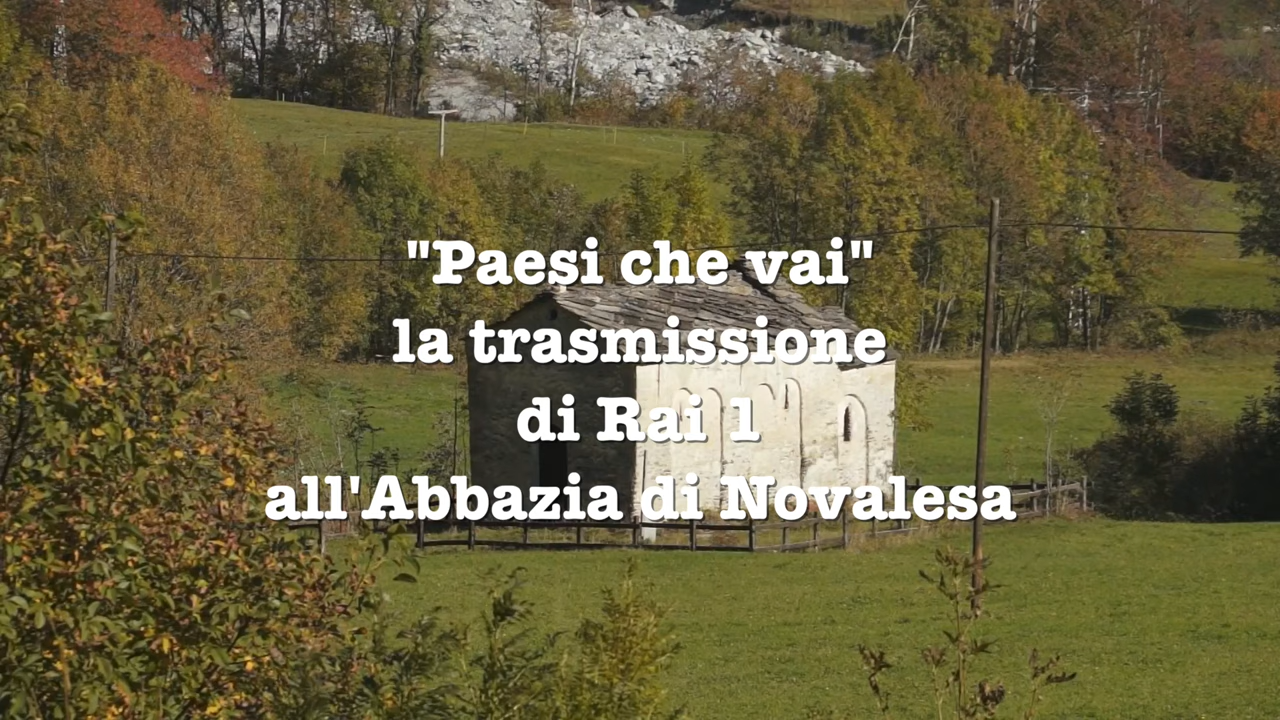 "Paesi che vai"
la trasmissione
di Rai 1
all'Abbazia di Novalesa